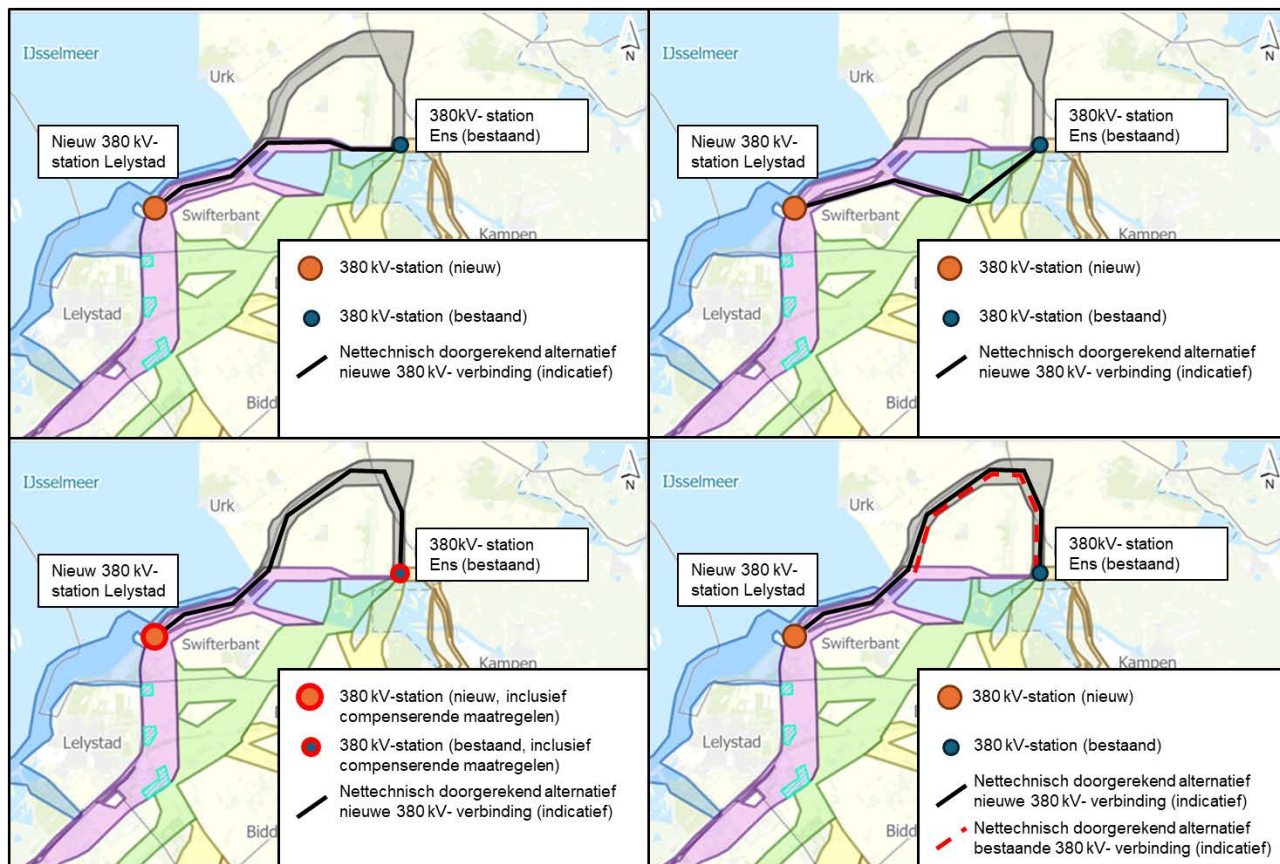 IJsselmeer
Urk
N
380kV- station
Ens (bestaand)
Nieuw 380 kV-
station Lelystad
Swifterbant
Kampen
Lelystad
Bidd
380 kV-station (nieuw)
380 kV-station (bestaand)
Nettechnisch doorgerekend alternatief
nieuwe 380 kV- verbinding (indicatief)
IJsselmeer
Urk
N
380kV- station
Ens (bestaand)
Nieuw 380 kV-
station Lelystad
Swifterbant
Kampen
Lelystad
Bidd
380 kV-station (nieuw)
380 kV-station (bestaand)
Nettechnisch doorgerekend alternatief
nieuwe 380 kV- verbinding (indicatief)
IJsselmeer
Urk
N
380kV- station
Ens (bestaand)
Nieuw 380 kV-
station Lelystad
Swifterbant
Kampen
Lelystad
Bidd
380 kV-station (nieuw, inclusief
compenserende maatregelen)
380 kV-station (bestaand, inclusief
compenserende maatregelen)
Nettechnisch doorgerekend alternatief
nieuwe 380 kV- verbinding (indicatief)
IJsselmeer
Urk
N
380kV- station
Ens (bestaand)
Nieuw 380 kV-
station Lelystad
Swifterbant
Kampen
Lelystad
Bidd
380 kV-station (nieuw)
380 kV-station (bestaand)
Nettechnisch doorgerekend alternatief
nieuwe 380 kV- verbinding (indicatief)
Nettechnisch doorgerekend alternatief
bestaande 380 kV- verbinding (indicatief)